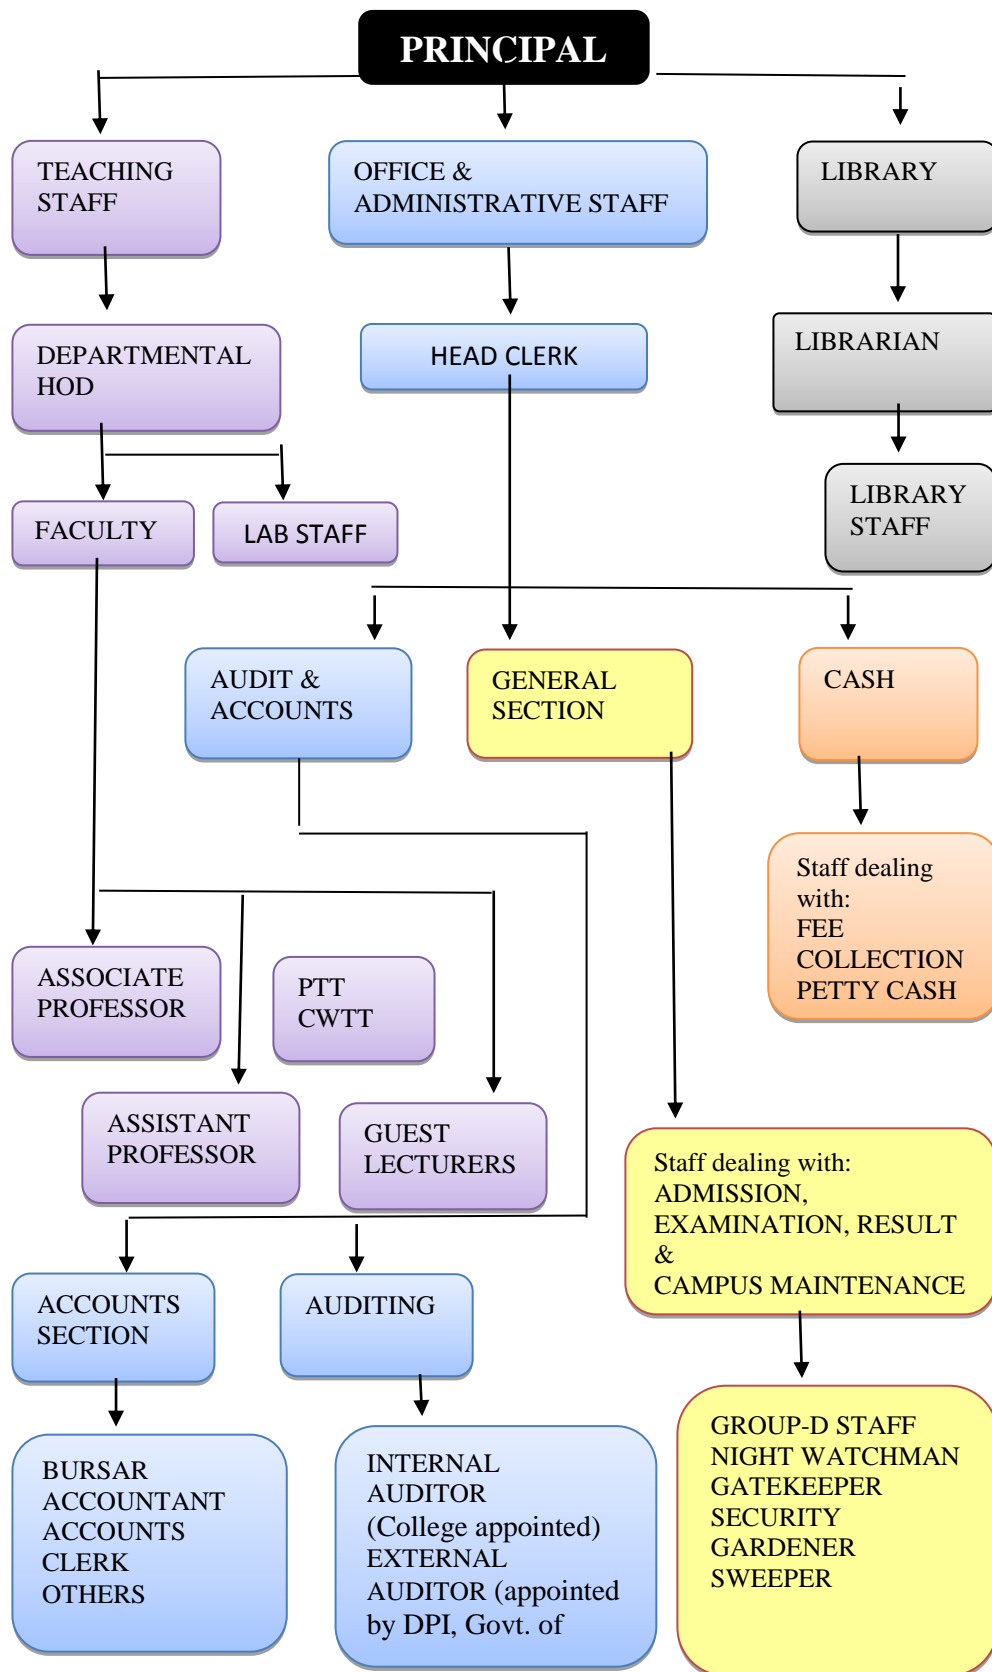 PRINCIPAL
TEACHING
STAFF
OFFICE &
ADMINISTRATIVE STAFF
LIBRARY
DEPARTMENTAL
HOD
HEAD CLERK
LIBRARIAN
FACULTY
LAB STAFF
LIBRARY
STAFF
AUDIT &
ACCOUNTS
GENERAL
SECTION
CASH
Staff dealing
with:
FEE
COLLECTION
PETTY CASH
ASSOCIATE
PROFESSOR
PTT
CWTT
ASSISTANT
PROFESSOR
GUEST
LECTURERS
Staff dealing with:
ADMISSION,
EXAMINATION, RESULT
&
CAMPUS MAINTENANCE
ACCOUNTS
SECTION
AUDITING
BURSAR
ACCOUNTANT
ACCOUNTS
CLERK
OTHERS
INTERNAL
AUDITOR
(College appointed)
EXTERNAL
AUDITOR (appointed
by DPI, Govt. of
GROUP-D STAFF
NIGHT WATCHMAN
GATEKEEPER
SECURITY
GARDENER
SWEEPER